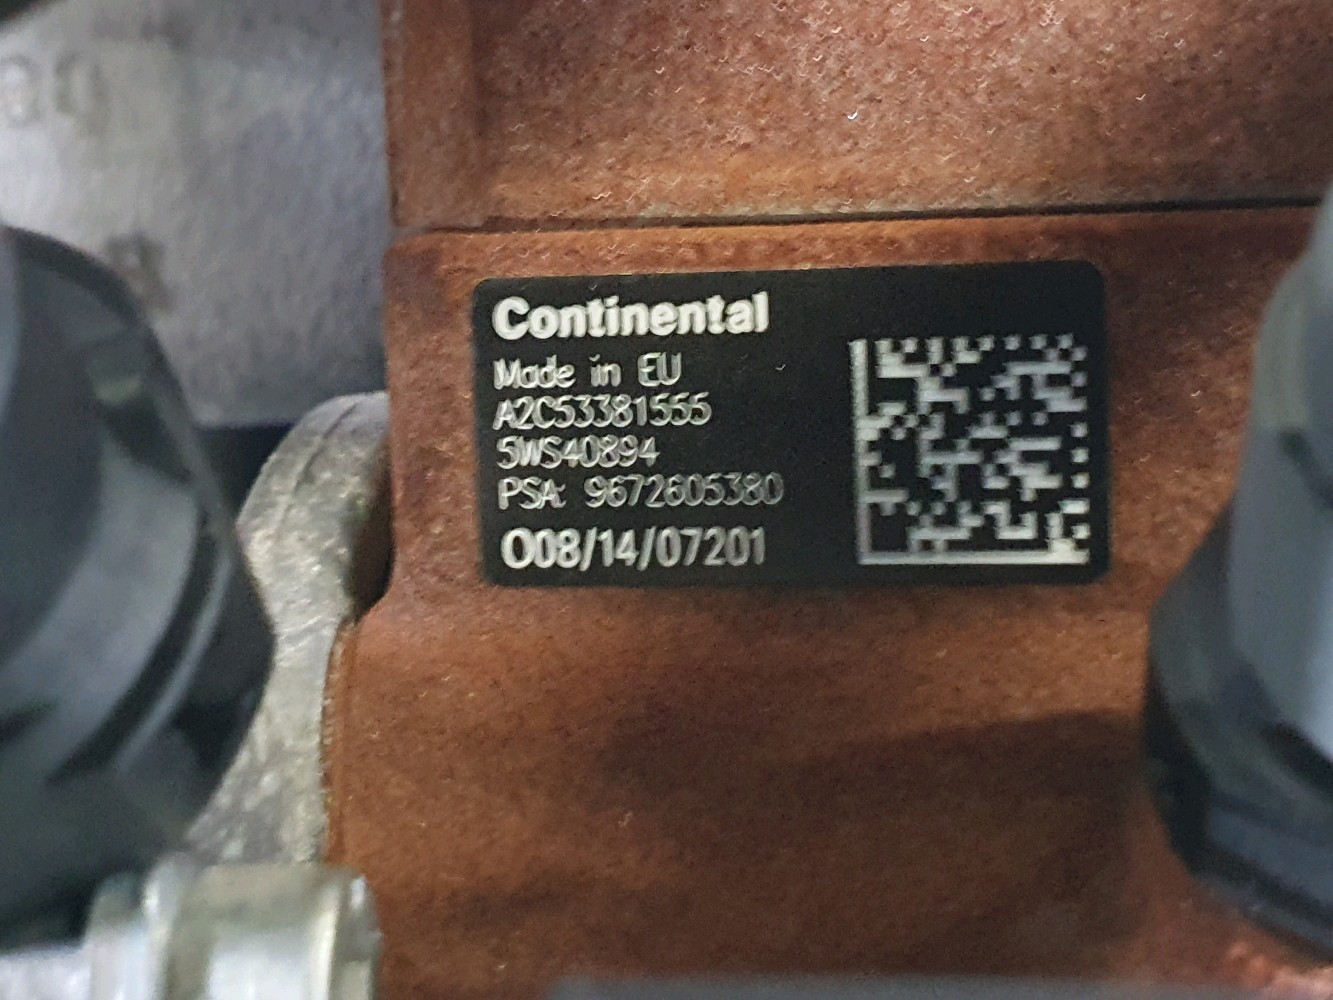 Continental
Made in EU
A2C53381555
5WS40894
PSA: 9672605380
O08/14/07201